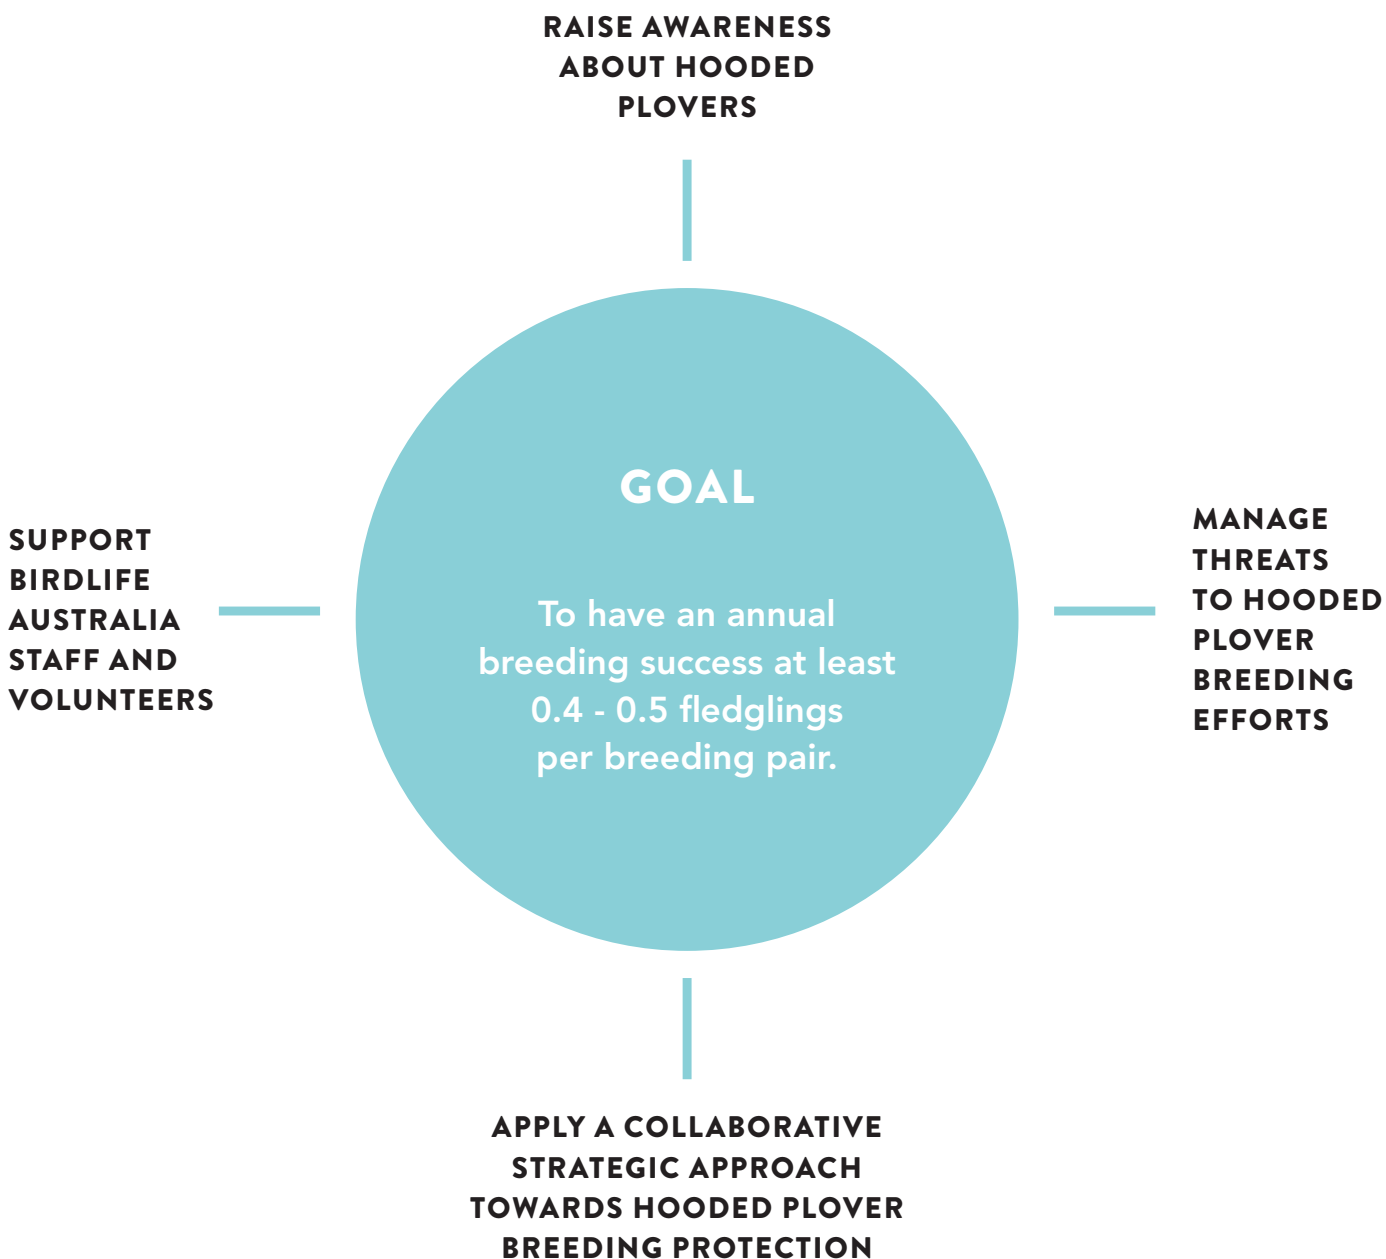 RAISE AWARENESS
ABOUT HOODED
PLOVERS
GOAL
To have an annual
breeding success at least
0.4 - 0.5 fledglings
per breeding pair.
SUPPORT
BIRDLIFE
AUSTRALIA
STAFF AND
VOLUNTEERS
MANAGE
THREATS
TO HOODED
PLOVER
BREEDING
EFFORTS
APPLY A COLLABORATIVE
STRATEGIC APPROACH
TOWARDS HOODED PLOVER
BREEDING PROTECTION